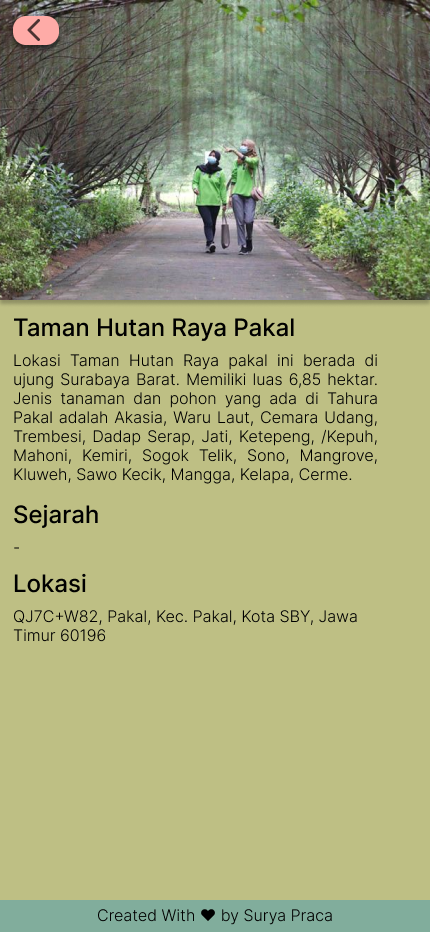 Taman Hutan Raya Pakal
Lokasi Taman Hutan Raya pakal ini berada di
ujung Surabaya Barat. Memiliki luas 6,85 hektar.
Jenis tanaman dan pohon yang ada di Tahura
Pakal adalah Akasia, Waru Laut, Cemara Udang,
Trembesi, Dadap Serap, Jati, Ketepeng, /Kepuh,
Mahoni, Kemiri, Sogok Telik, Sono, Mangrove,
Kluweh, Sawo Kecik, Mangga, Kelapa, Cerme.
Sejarah
-
Lokasi
QJ7C+W82, Pakal, Kec. Pakal, Kota SBY, Jawa
Timur 60196
Created With ♥ by Surya Praca